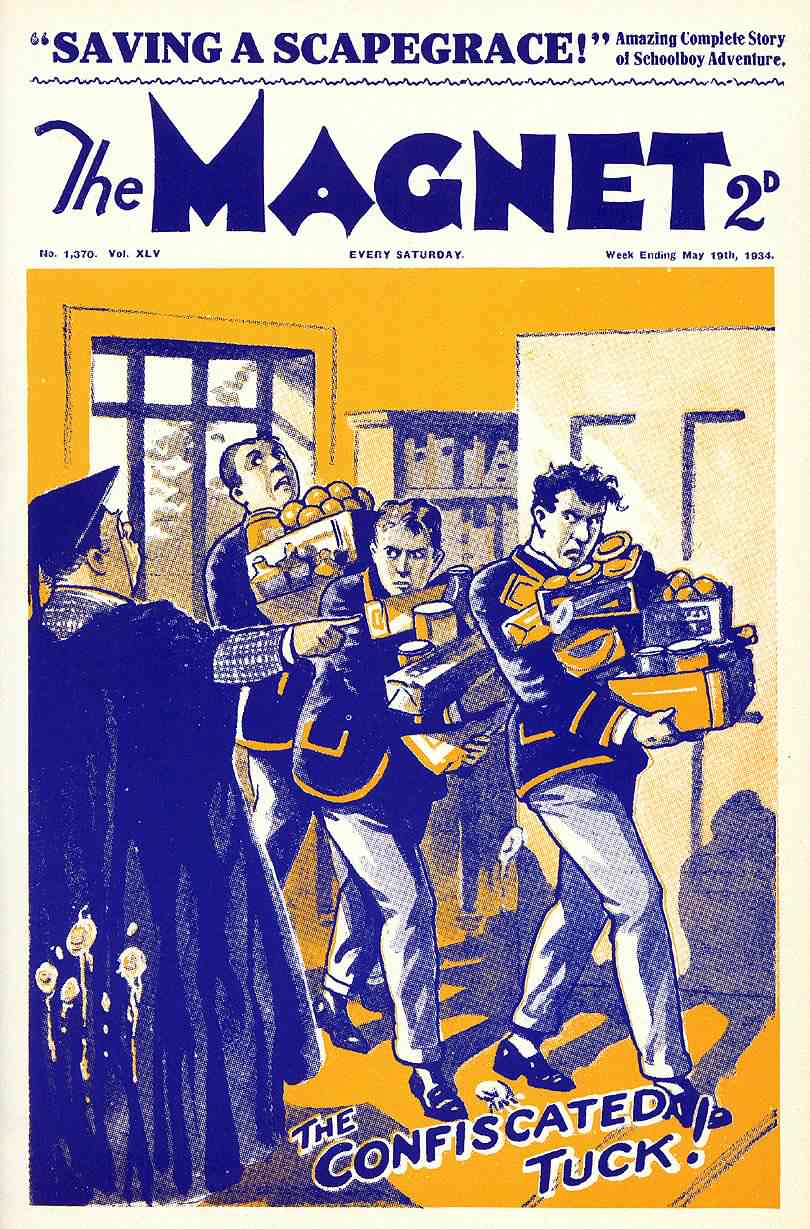 “SAVING A SCAPEGRACE!” Amazing Complete Story
of Schoolboy Adventure.
The MAGNET 2D
No. 1,370. Vol. XLV EVERY SATURDAY. Week Ending May 19th, 1934.
THE
CONFISCATED
TUCK!